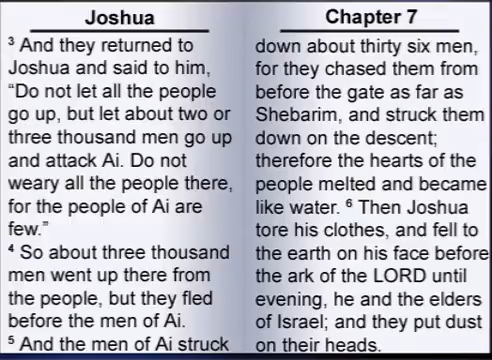 Joshua
³ And they returned to
Joshua and said to him,
“Do not let all the people
go up, but let about two or
three thousand men go up
and attack Ai. Do not
weary all the people there,
for the people of Ai are
few.”
⁴ So about three thousand
men went up there from
the people, but they fled
before the men of Ai.
⁵ And the men of Ai struck
Chapter 7
down about thirty six men,
for they chased them from
before the gate as far as
Shebarim, and struck them
down on the descent;
therefore the hearts of the
people melted and became
like water. ⁶ Then Joshua
tore his clothes, and fell to
the earth on his face before
the ark of the LORD until
evening, he and the elders
of Israel; and they put dust
on their heads.